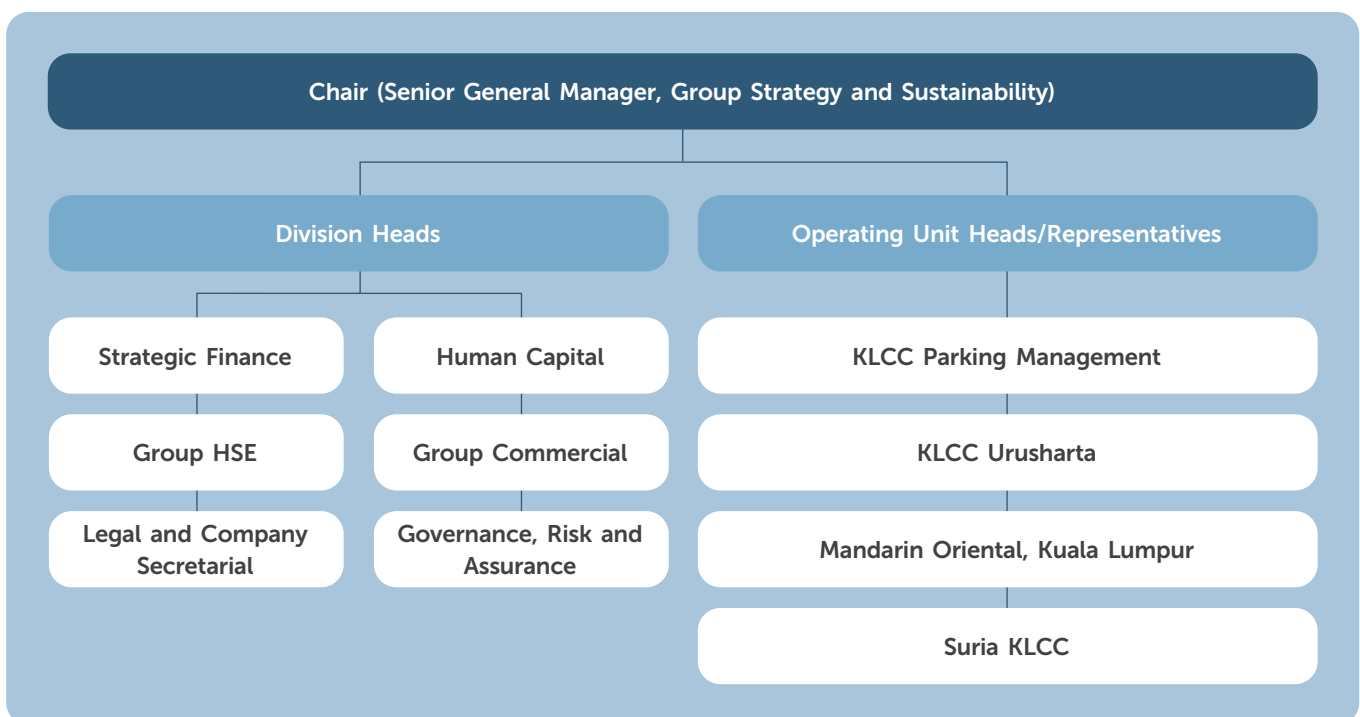 Chair (Senior General Manager, Group Strategy and Sustainability)
Division Heads
Operating Unit Heads/Representatives
Strategic Finance
Human Capital
KLCC Parking Management
Group HSE
Group Commercial
KLCC Urusharta
Legal and Company
Secretarial
Governance, Risk and
Assurance
Mandarin Oriental, Kuala Lumpur
Suria KLCC